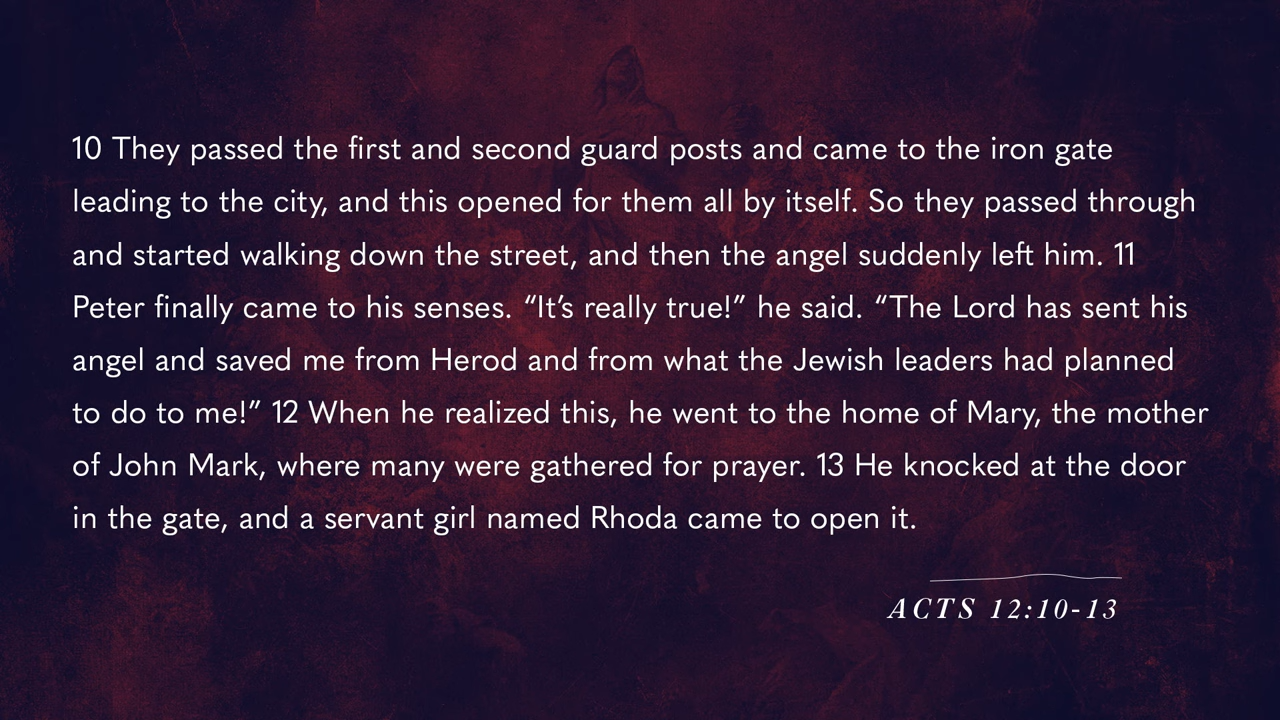 10 They passed the first and second guard posts and came to the iron gate
leading to the city, and this opened for them all by itself. So they passed through
and started walking down the street, and then the angel suddenly left him. 11
Peter finally came to his senses. “It’s really true!” he said. “The Lord has sent his
angel and saved me from Herod and from what the Jewish leaders had planned
to do to me!” 12 When he realized this, he went to the home of Mary, the mother
of John Mark, where many were gathered for prayer. 13 He knocked at the door
in the gate, and a servant girl named Rhoda came to open it.
ACTS 12:10-13